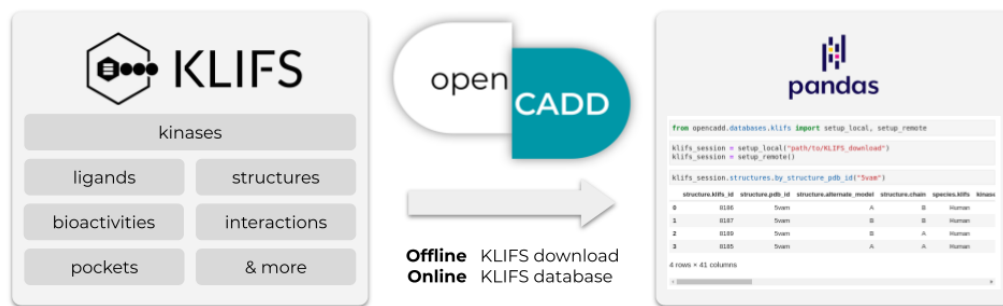 KLIFS
kinases
ligands
structures
bioactivities
interactions
pockets
& more
open
CADD
Offline KLIFS download
Online KLIFS database
pandas
from opencadd.databases.klifs import setup_local, setup_remote
klifs_session = setup_local("path/to/KLIFS_download")
klifs_session = setup_remote()
klifs_session.structures.by_structure_pdb_id("5vam")
structure.klifs_id structure.pdb_id structure.alternate_model structure.chain species.klifs kinase
0 8186 5vam A B Human
1 8187 5vam B B Human
2 8189 5vam B A Human
3 8185 5vam A A Human
4 rows × 41 columns